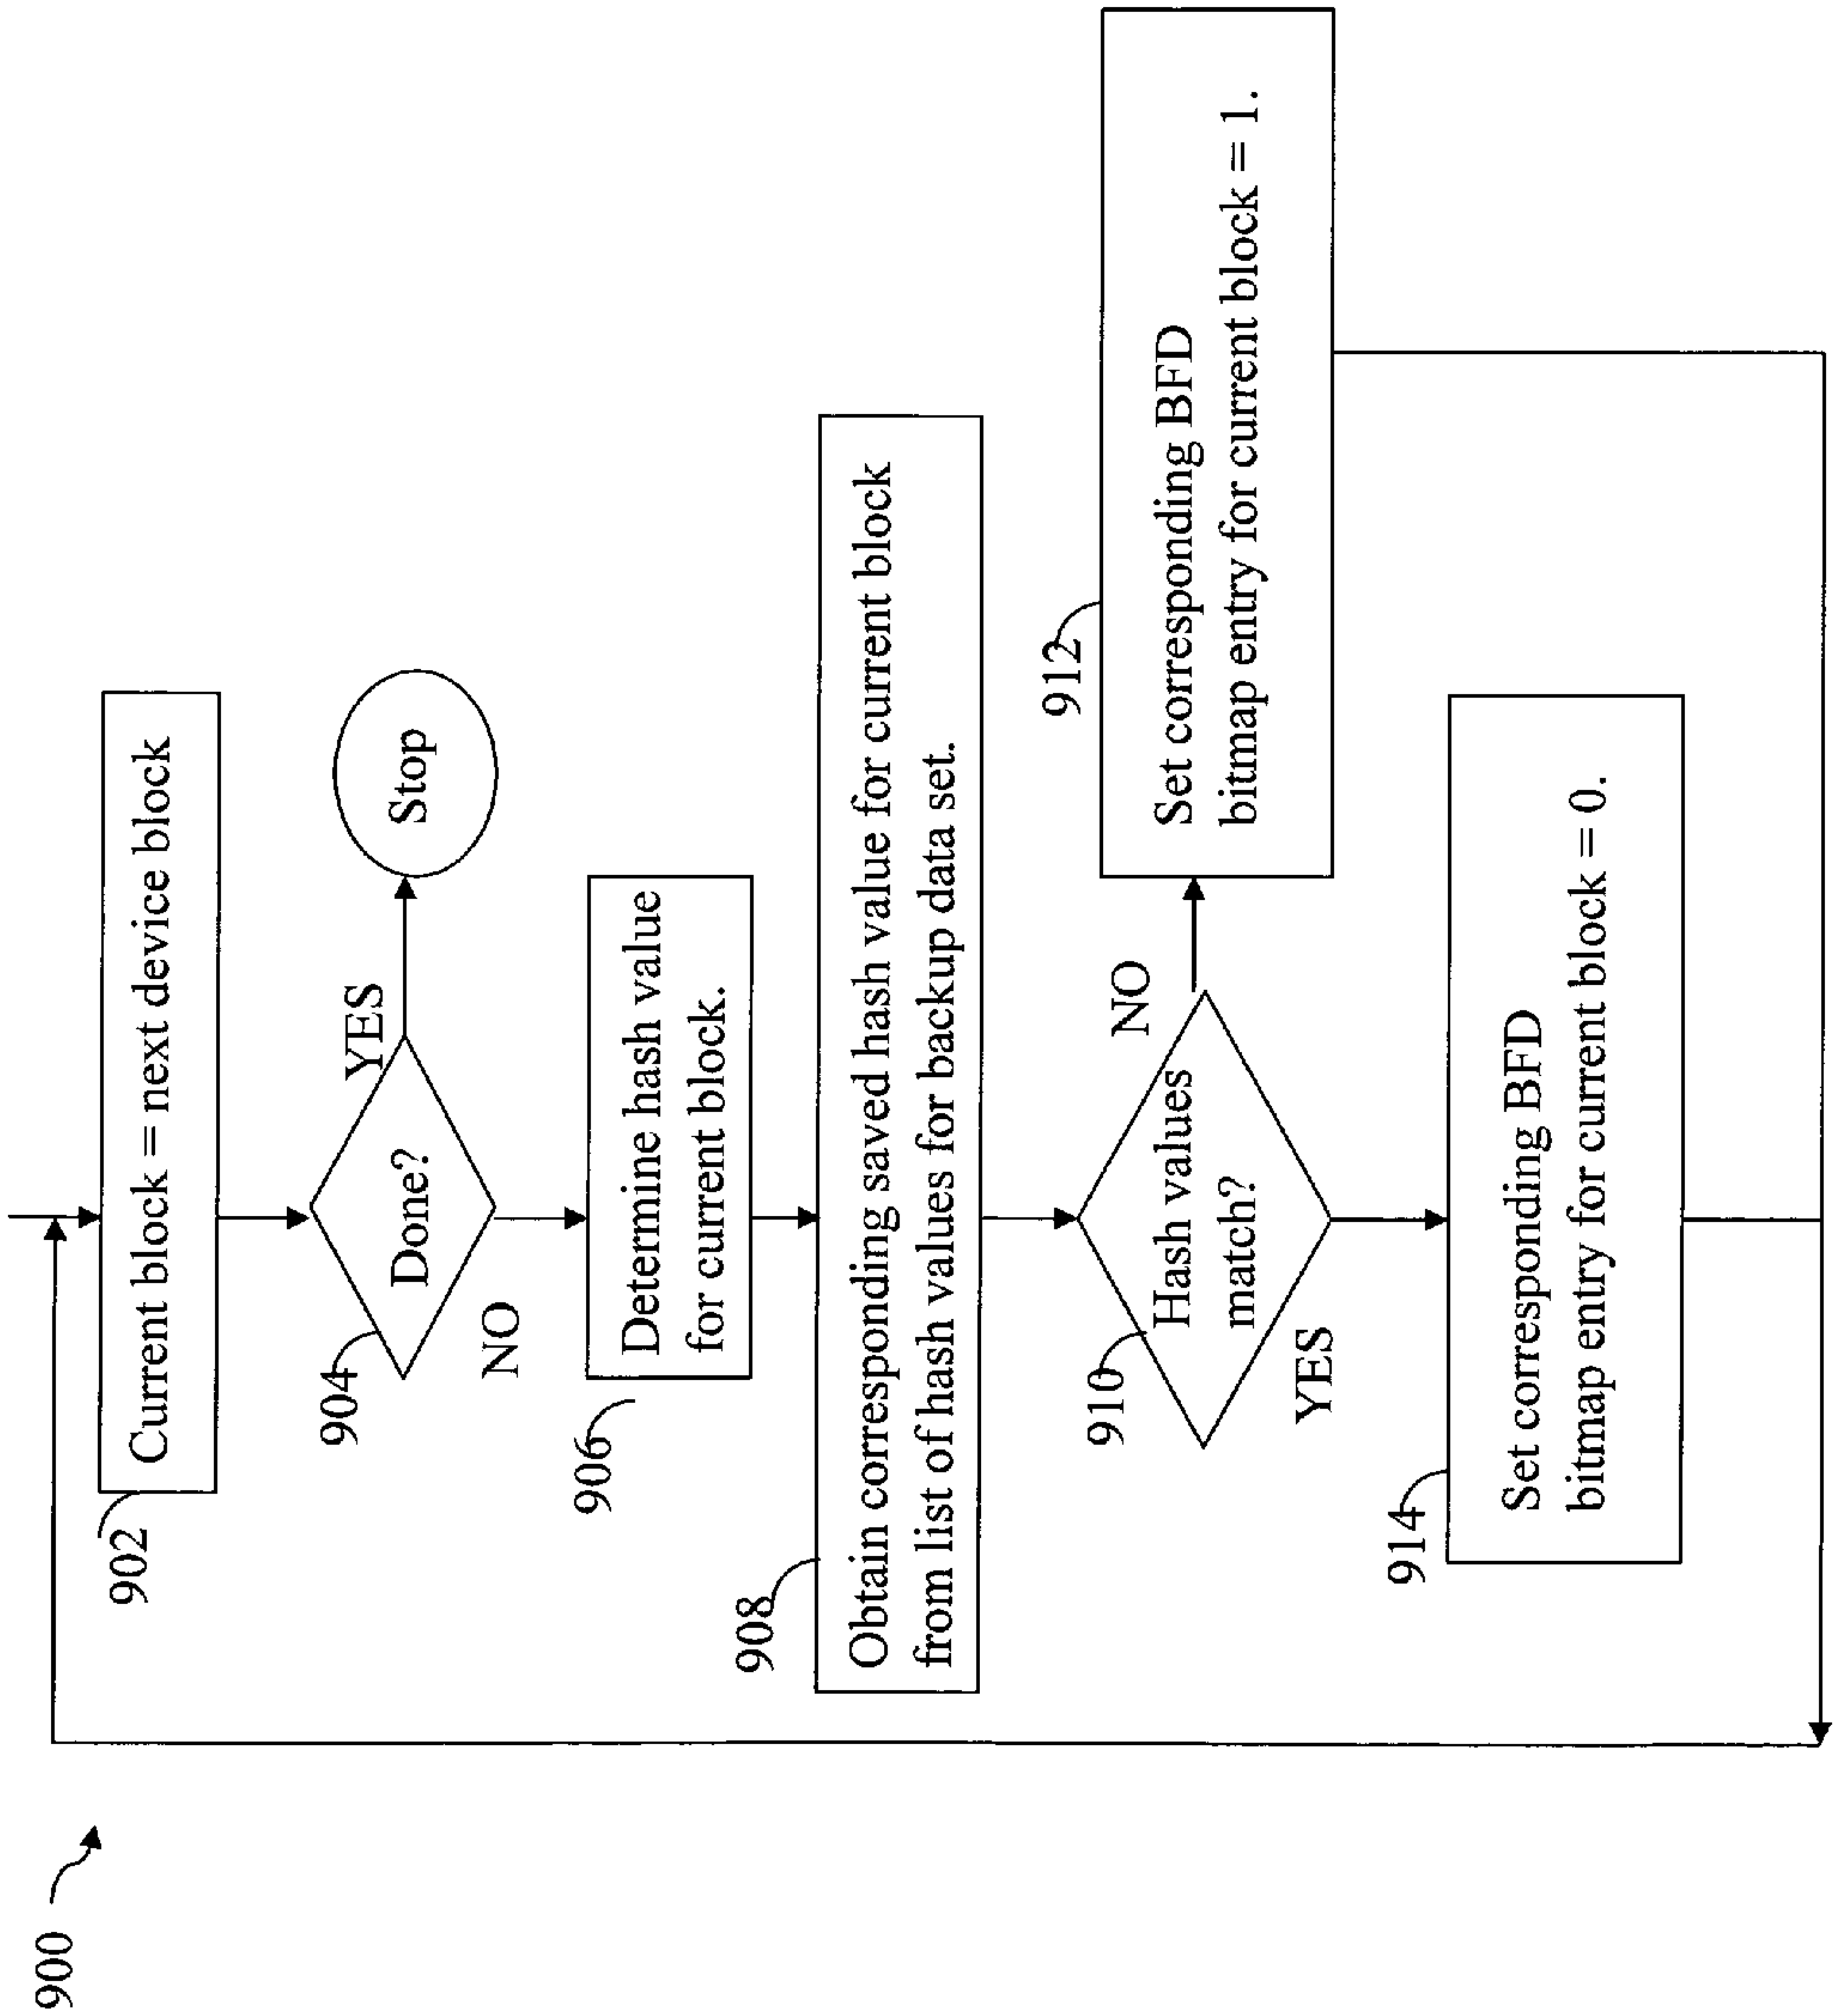 900
902
Current block = next device block
904
Done?
YES
Stop
NO
906
Determine hash value
for current block.
908
Obtain corresponding saved hash value for current block
from list of hash values for backup data set.
910
Hash values
match?
NO
912
Set corresponding BFD
bitmap entry for current block = 1.
YES
914
Set corresponding BFD
bitmap entry for current block = 0.